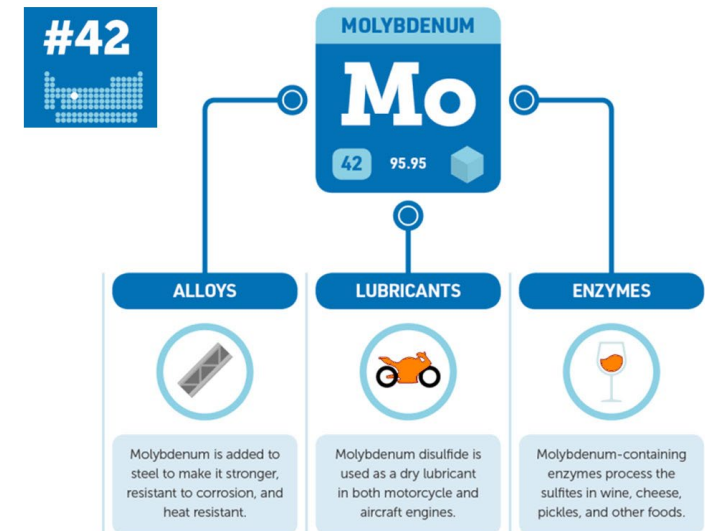 #42
MOLYBDENUM
Mo
42
95.95
ALLOYS
Molybdenum is added to
steel to make it stronger,
resistant to corrosion, and
heat resistant.
LUBRICANTS
Molybdenum disulfide is
used as a dry lubricant
in both motorcycle and
aircraft engines.
ENZYMES
Molybdenum-containing
enzymes process the
sulfites in wine, cheese,
pickles, and other foods.